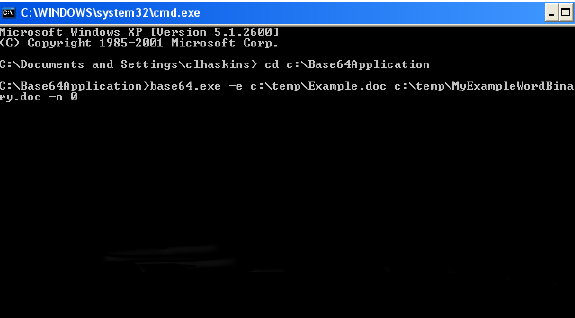 C:\WINDOWS\system32\cmd.exe
Microsoft Windows XP [Version 5.1.2600]
(C) Copyright 1985-2001 Microsoft Corp.
C:\Documents and Settings\clhaskins> cd c:\Base64Application
C:\Base64Application>base64.exe -e c:\temp\Example.doc c:\temp\MyExampleWordBina
ry.doc -n 0